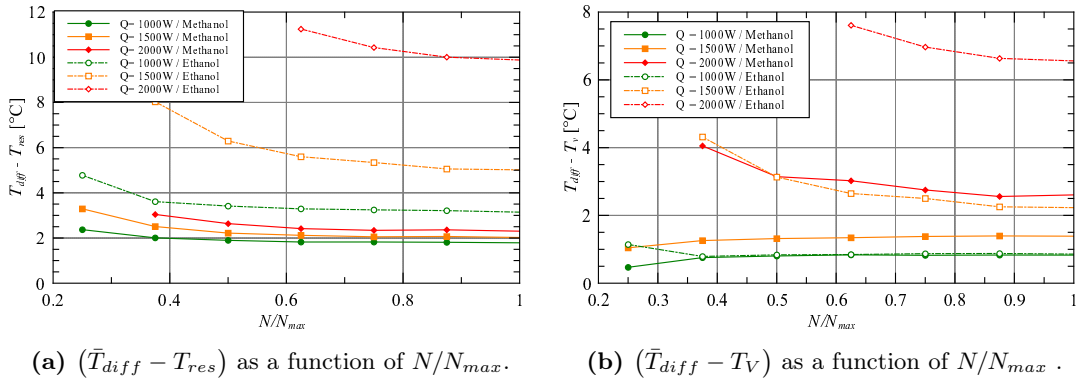 12
10
8
6
4
2
0
T_diff - T_res [°C]
Q = 1000W / Methanol
Q = 1500W / Methanol
Q = 2000W / Methanol
Q = 1000W / Ethanol
Q = 1500W / Ethanol
Q = 2000W / Ethanol
0.2 0.4 0.6 0.8 1
N/N_max
(a) (T̄_diff − T_res) as a function of N/N_max.
8
6
4
2
0
T_diff - T_v [°C]
Q = 1000W / Methanol
Q = 1500W / Methanol
Q = 2000W / Methanol
Q = 1000W / Ethanol
Q = 1500W / Ethanol
Q = 2000W / Ethanol
0.2 0.3 0.4 0.5 0.6 0.7 0.8 0.9 1
N/N_max
(b) (T̄_diff − T_V) as a function of N/N_max .